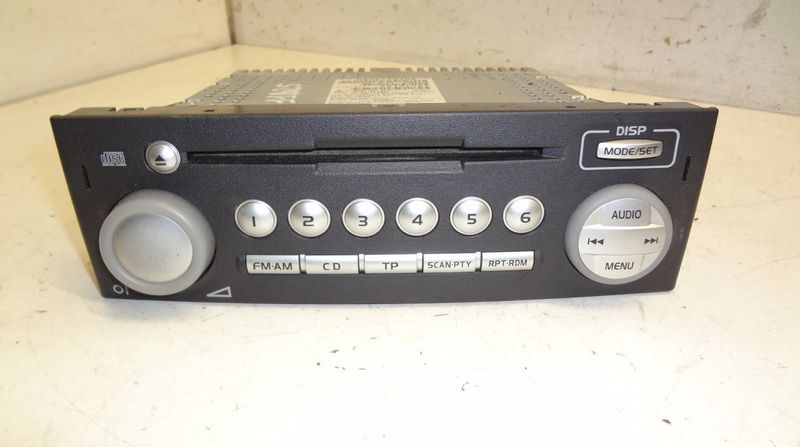 DISP
disc
MODE/SET
1 2 3 4 5 6
AUDIO
FM·AM CD TP SCAN·PTY RPT·RDM
MENU